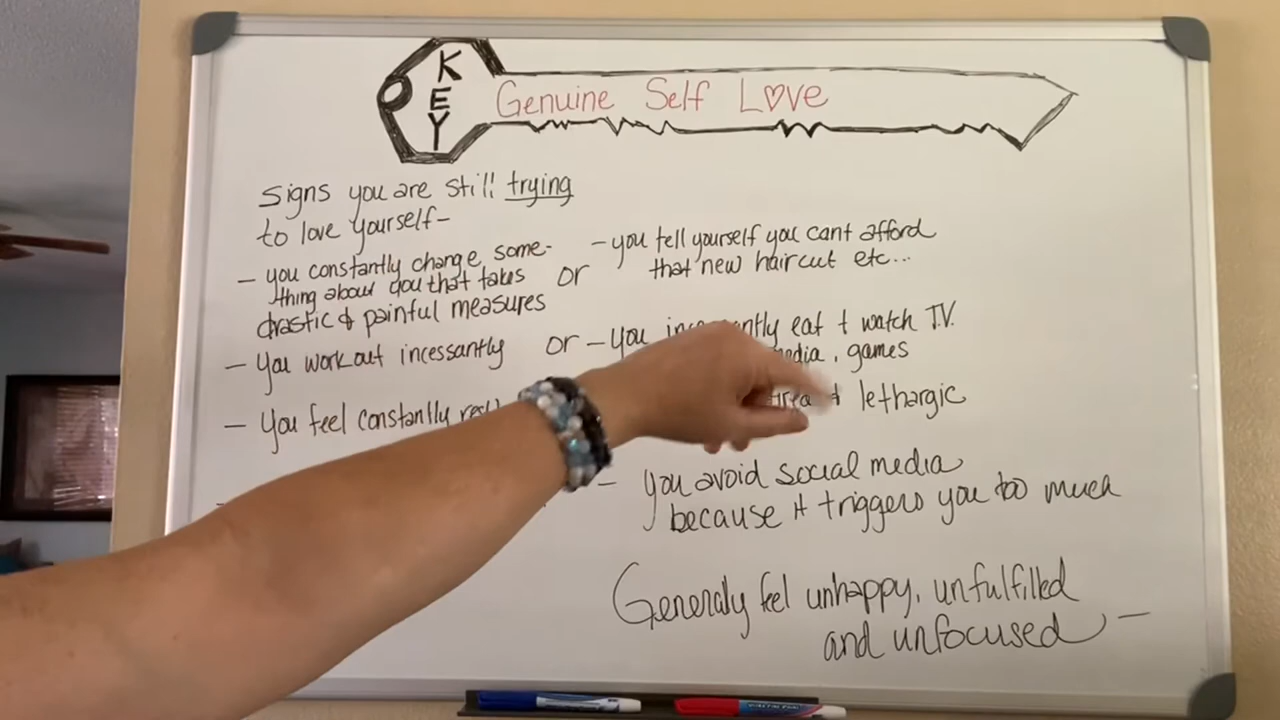 KEY
Genuine Self Love
Signs you are still trying
to love yourself-
- you constantly change some-
thing about you that takes
drastic & painful measures
or
- you tell yourself you cant afford
that new haircut etc...
- You work out incessantly
or
- You eat + watch T.V.
games
- You feel constantly
+ lethargic
- you avoid social media
because it triggers you too much
Generally feel unhappy, unfulfilled
and unfocused -